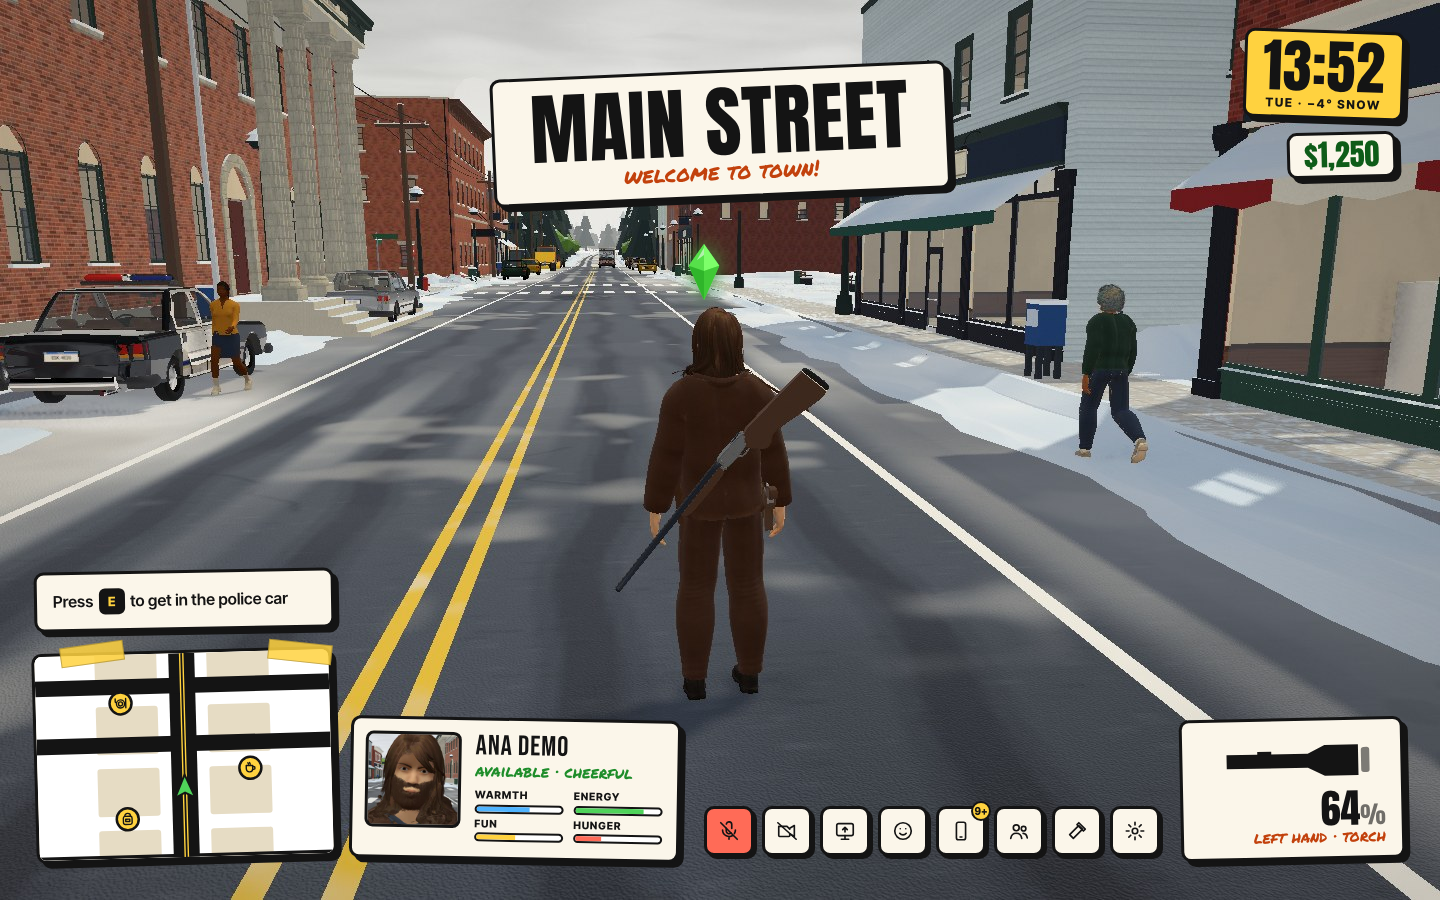 MAIN STREET
WELCOME TO TOWN!
13:52
TUE · −4° SNOW
$1,250
Press E to get in the police car
ANA DEMO
AVAILABLE · CHEERFUL
WARMTH
ENERGY
FUN
HUNGER
9+
64%
LEFT HAND · TORCH